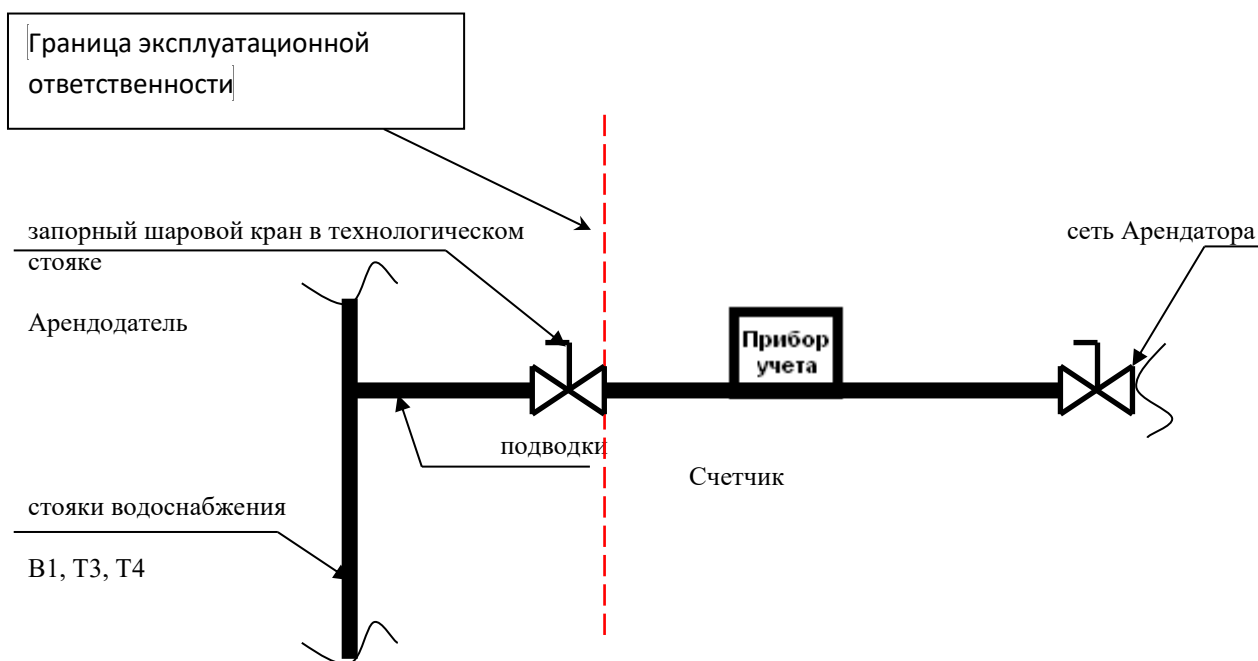 Граница эксплуатационной
ответственности
запорный шаровой кран в технологическом
стояке
сеть Арендатора
Арендодатель
Прибор
учета
подводки
Счетчик
стояки водоснабжения
В1, Т3, Т4